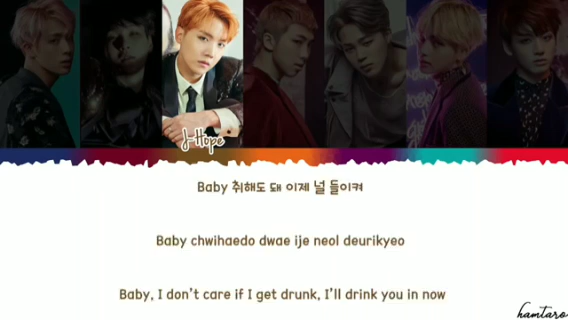 J-Hope
Baby 취해도 돼 이제 널 들이켜
Baby chwihaedo dwae ije neol deurikyeo
Baby, I don't care if I get drunk, I'll drink you in now
hamtaro